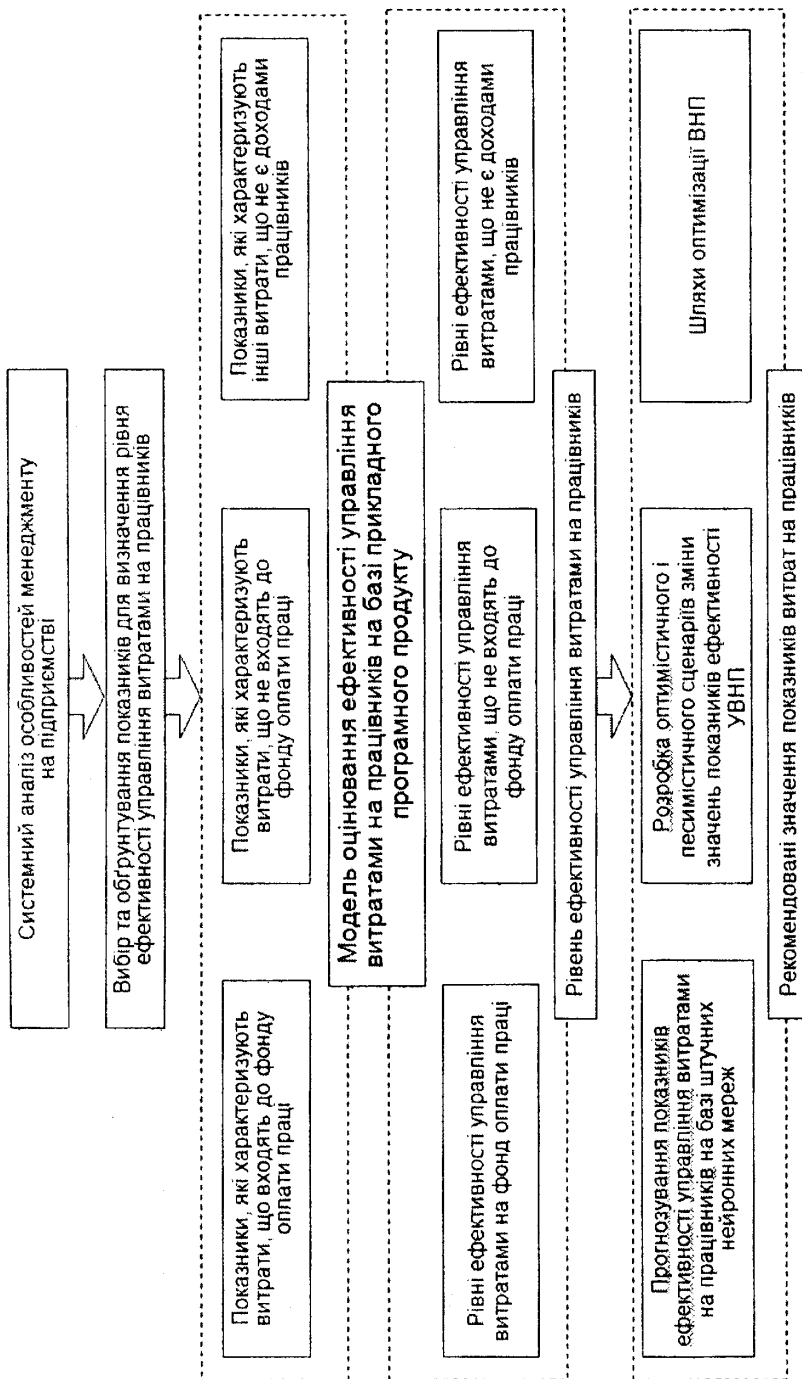 Системний аналіз особливостей менеджменту
на підприємстві
Вибір та обґрунтування показників для визначення рівня
ефективності управління витратами на працівників
Показники, які характеризують
витрати, що входять до фонду
оплати праці
Показники, які характеризують
витрати, що не входять до
фонду оплати праці
Показники, які характеризують
інші витрати, що не є доходами
працівників
Модель оцінювання ефективності управління
витратами на працівників на базі прикладного
програмного продукту
Рівні ефективності управління
витратами на фонд оплати праці
Рівні ефективності управління
витратами, що не входять до
фонду оплати праці
Рівні ефективності управління
витратами, що не є доходами
працівників
Рівень ефективності управління витратами на працівників
Прогнозування показників
ефективності управління витратами
на працівників на базі штучних
нейронних мереж
Розробка оптимістичного і
песимістичного сценаріїв зміни
значень показників ефективності
УВНП
Шляхи оптимізації ВНП
Рекомендовані значення показників витрат на працівників